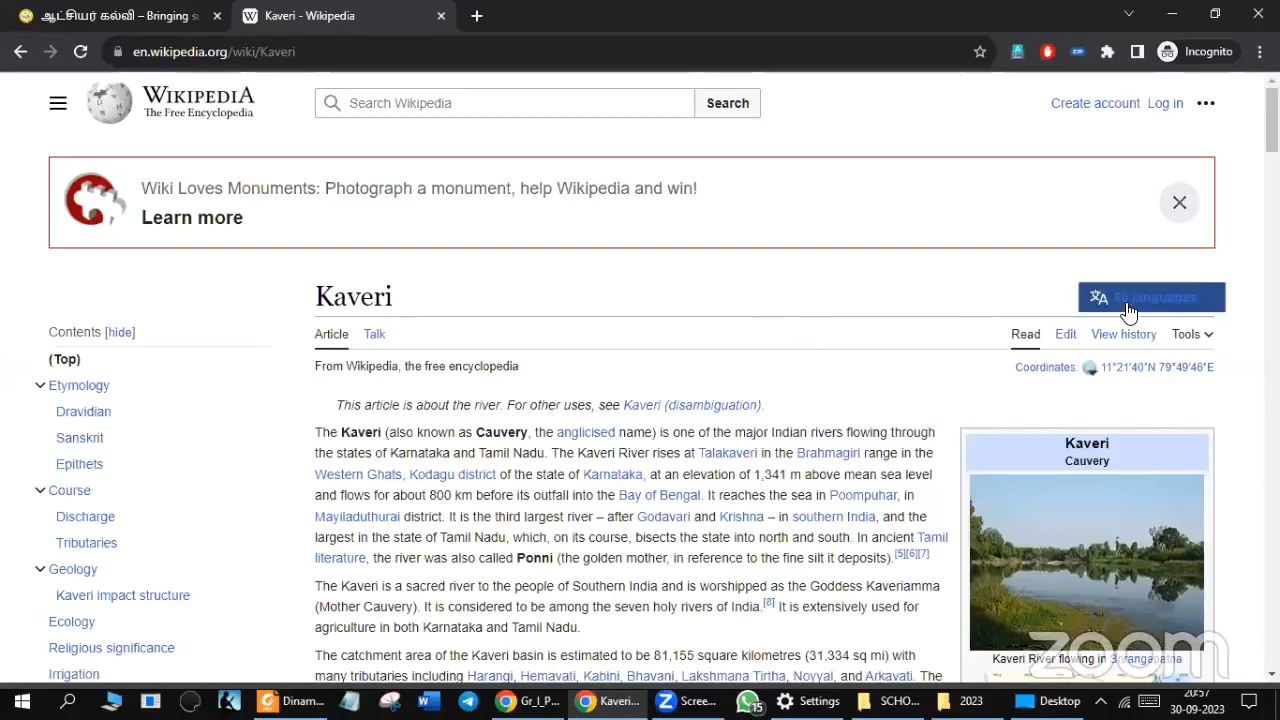 ஆட்சியர் கல்வி – Bringing su
Kaveri - Wikipedia
en.wikipedia.org/wiki/Kaveri
Incognito
WIKIPEDIA
The Free Encyclopedia
Search Wikipedia
Search
Create account Log in
Wiki Loves Monuments: Photograph a monument, help Wikipedia and win!
Learn more
Kaveri
languages
Contents [hide]
Article Talk
Read Edit View history Tools
(Top)
From Wikipedia, the free encyclopedia
Coordinates: 11°21′40″N 79°49′46″E
Etymology
Dravidian
Sanskrit
Epithets
Course
Discharge
Tributaries
Geology
Kaveri impact structure
Ecology
Religious significance
Irrigation
This article is about the river. For other uses, see Kaveri (disambiguation).
The Kaveri (also known as Cauvery, the anglicised name) is one of the major Indian rivers flowing through
the states of Karnataka and Tamil Nadu. The Kaveri River rises at Talakaveri in the Brahmagiri range in the
Western Ghats, Kodagu district of the state of Karnataka, at an elevation of 1,341 m above mean sea level
and flows for about 800 km before its outfall into the Bay of Bengal. It reaches the sea in Poompuhar, in
Mayiladuthurai district. It is the third largest river – after Godavari and Krishna – in southern India, and the
largest in the state of Tamil Nadu, which, on its course, bisects the state into north and south. In ancient Tamil
literature, the river was also called Ponni (the golden mother, in reference to the fine silt it deposits).[5][6][7]
The Kaveri is a sacred river to the people of Southern India and is worshipped as the Goddess Kaveriamma
(Mother Cauvery). It is considered to be among the seven holy rivers of India.[8] It is extensively used for
agriculture in both Karnataka and Tamil Nadu.
The catchment area of the Kaveri basin is estimated to be 81,155 square kilometres (31,334 sq mi) with
many tributaries including Harangi, Hemavati, Kabini, Bhavani, Lakshmana Tirtha, Noyyal, and Arkavati. The
Kaveri
Cauvery
Kaveri River flowing in Srirangapatna
zoom
Dinam...
Gr_I_P...
Kaveri...
Scree...
15
Settings
SCHO...
2023
Desktop
20:57
30-09-2023